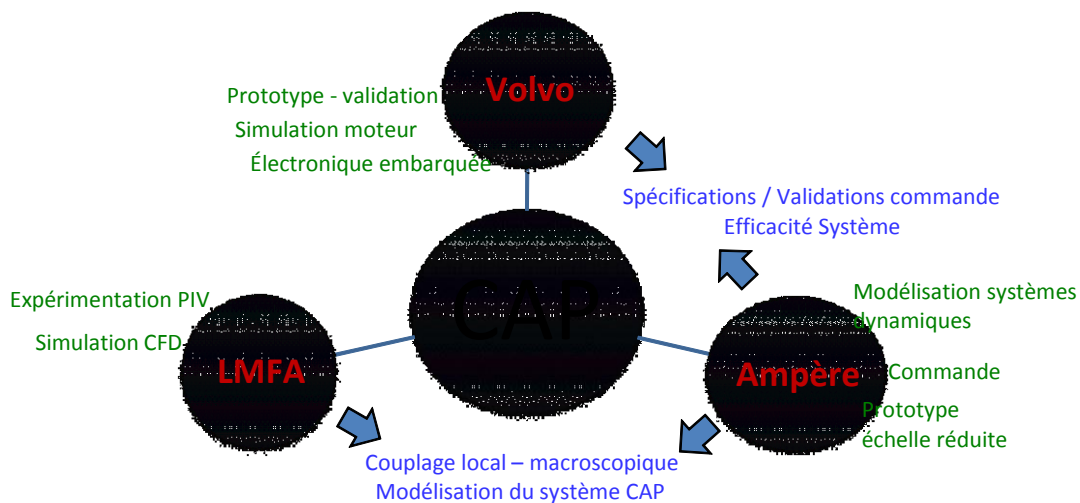 Volvo
Prototype - validation
Simulation moteur
Électronique embarquée
Spécifications / Validations commande
Efficacité Système
CAP
Expérimentation PIV
Simulation CFD
LMFA
Modélisation systèmes
dynamiques
Ampère
Commande
Prototype
échelle réduite
Couplage local – macroscopique
Modélisation du système CAP